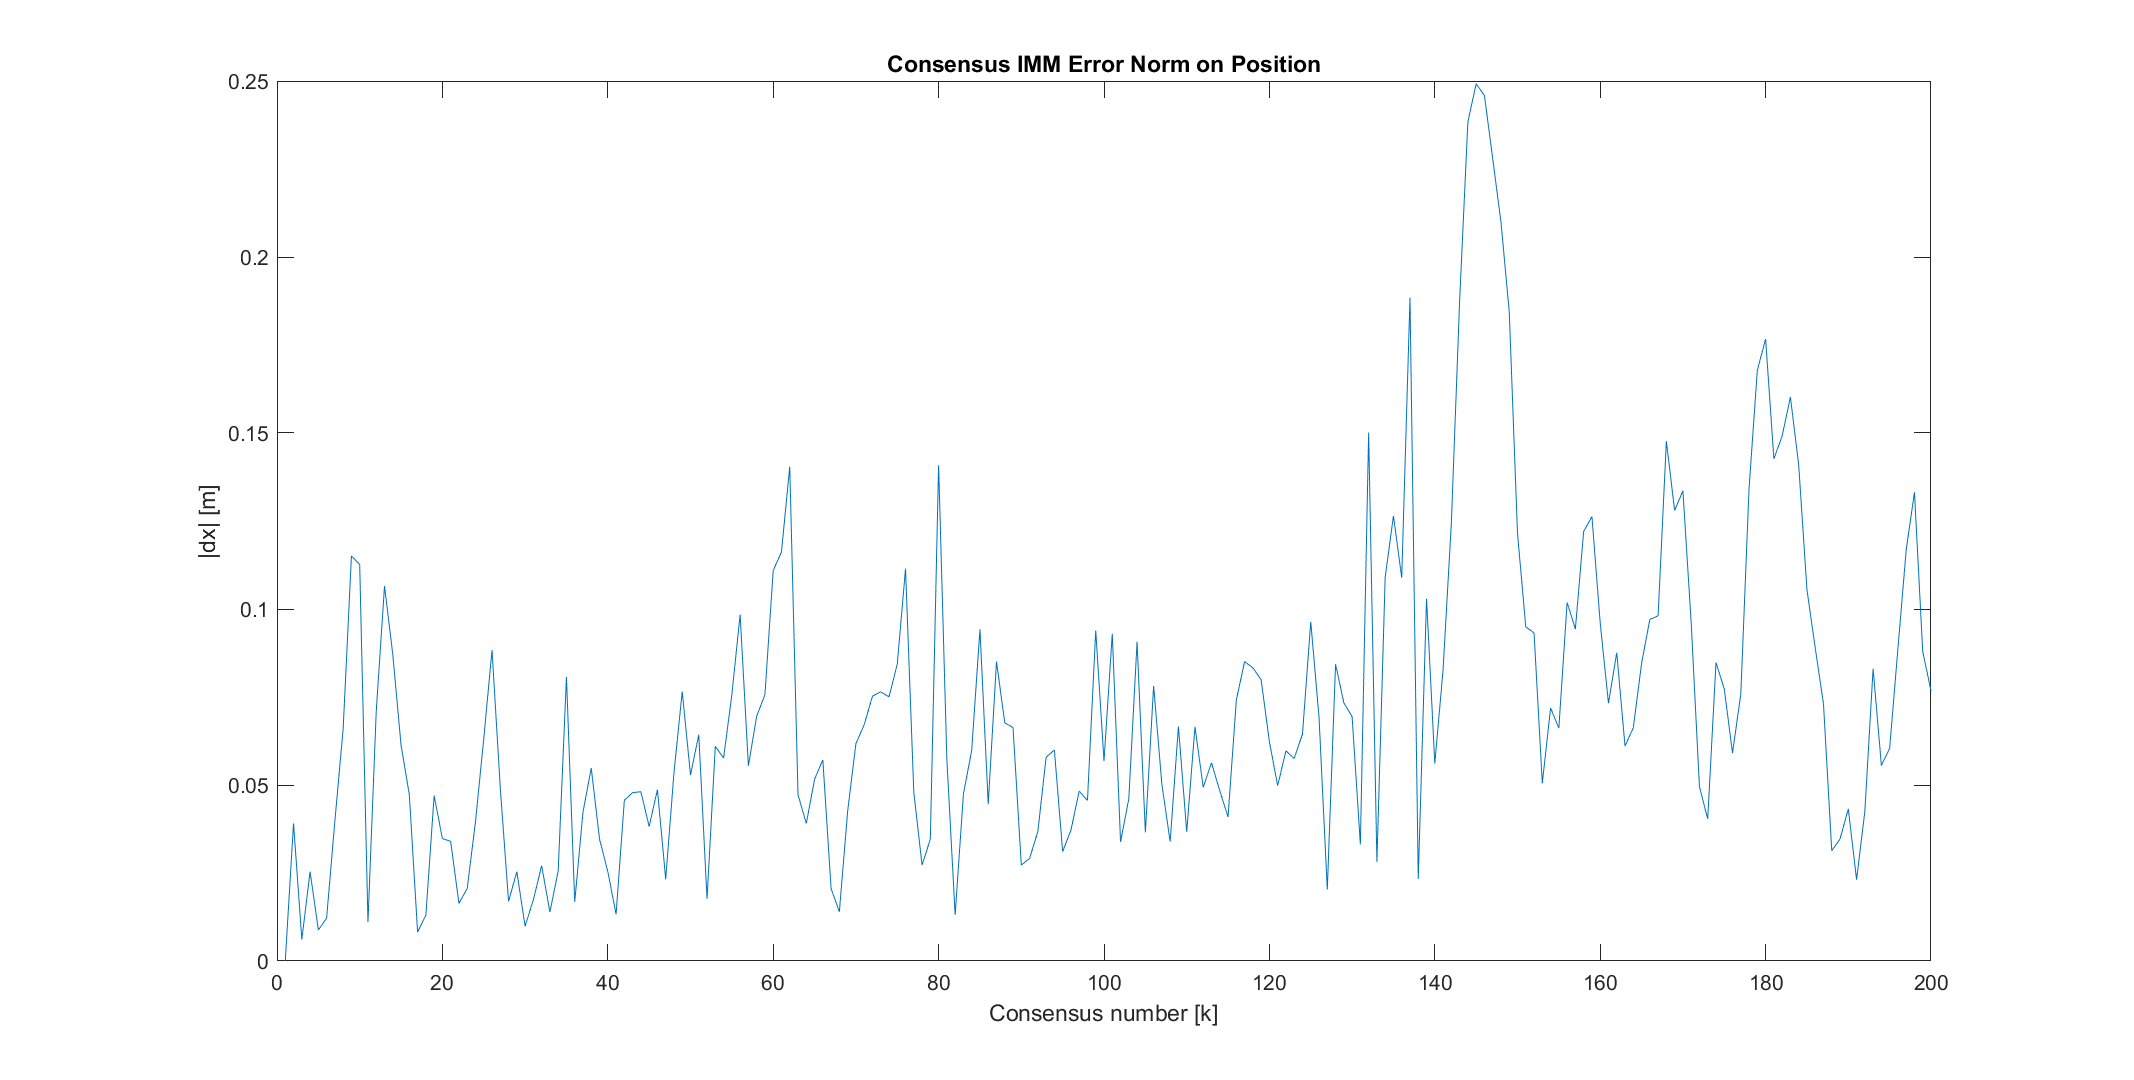 Consensus IMM Error Norm on Position
0.25
0.2
0.15
0.1
0.05
0
|dx| [m]
0 20 40 60 80 100 120 140 160 180 200
Consensus number [k]